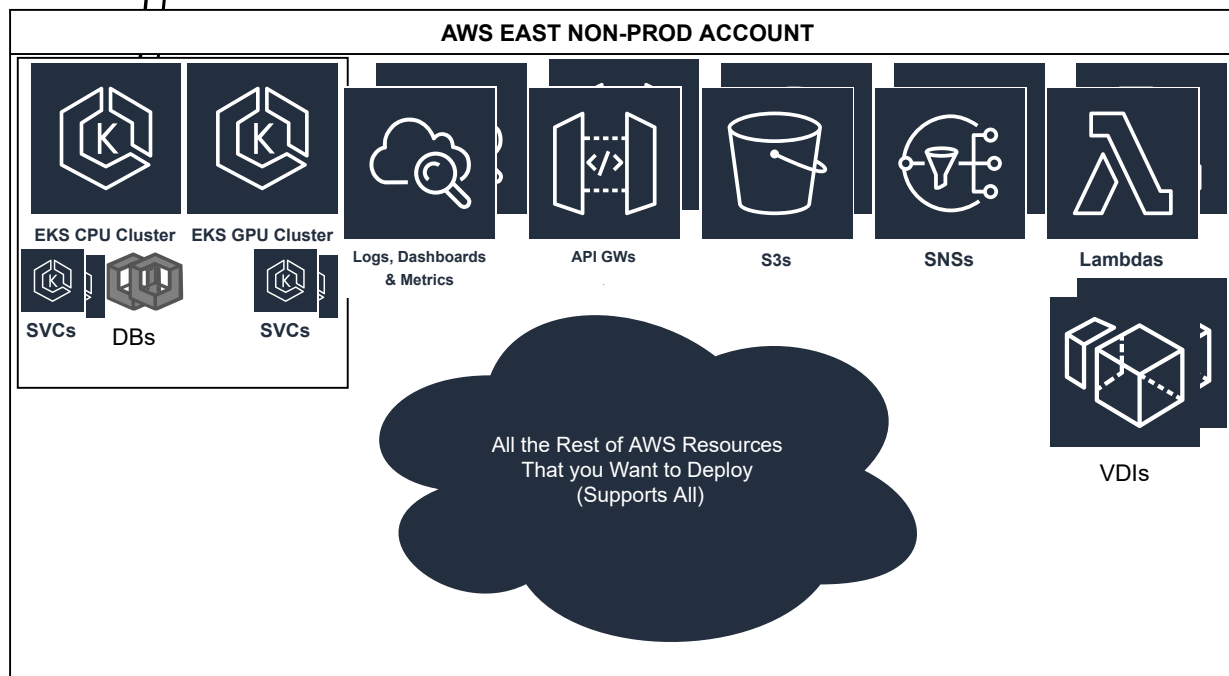 AWS EAST NON-PROD ACCOUNT
EKS CPU Cluster
EKS GPU Cluster
SVCs
DBs
SVCs
Logs, Dashboards
& Metrics
API GWs
S3s
SNSs
Lambdas
VDIs
All the Rest of AWS Resources
That you Want to Deploy
(Supports All)